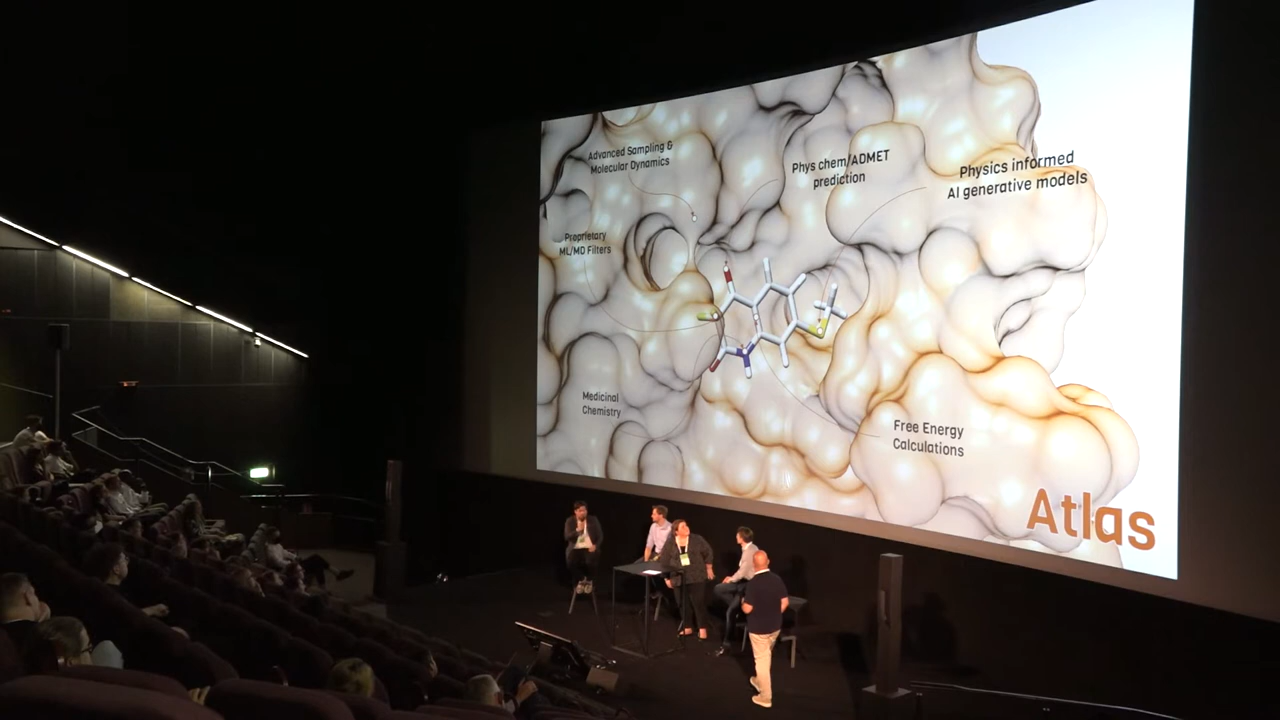 Advanced Sampling &
Molecular Dynamics
Phys chem/ADMET
prediction
Physics informed
AI generative models
Proprietary
ML/MD Filters
Medicinal
Chemistry
Free Energy
Calculations
Atlas